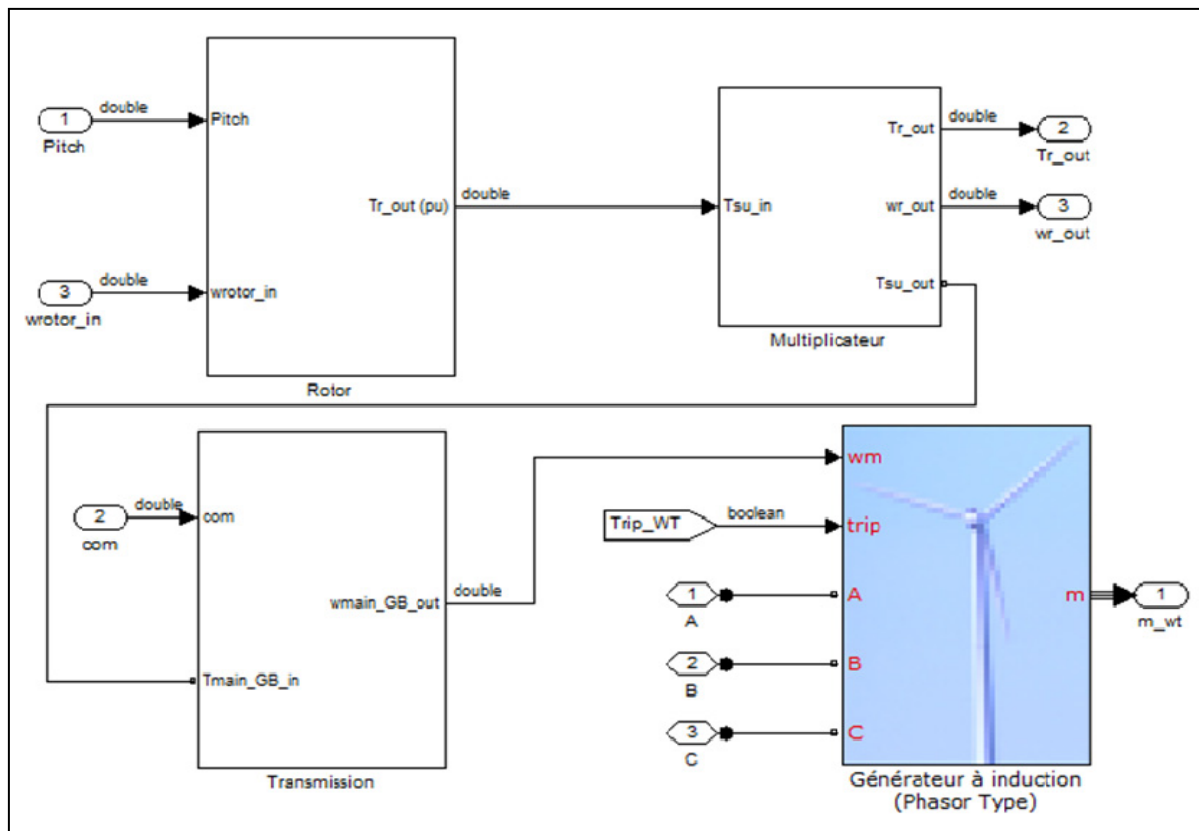 double
1
Pitch
Pitch
Tr_out (pu)
double
double
3
wrotor_in
wrotor_in
Rotor
Tsu_in
Tr_out
double
2
Tr_out
wr_out
double
3
wr_out
Tsu_out
Multiplicateur
double
2
com
com
wmain_GB_out
double
Tmain_GB_in
Transmission
wm
Trip_WT
boolean
trip
1
A
A
2
B
B
3
C
C
m
1
m_wt
Générateur à induction
(Phasor Type)